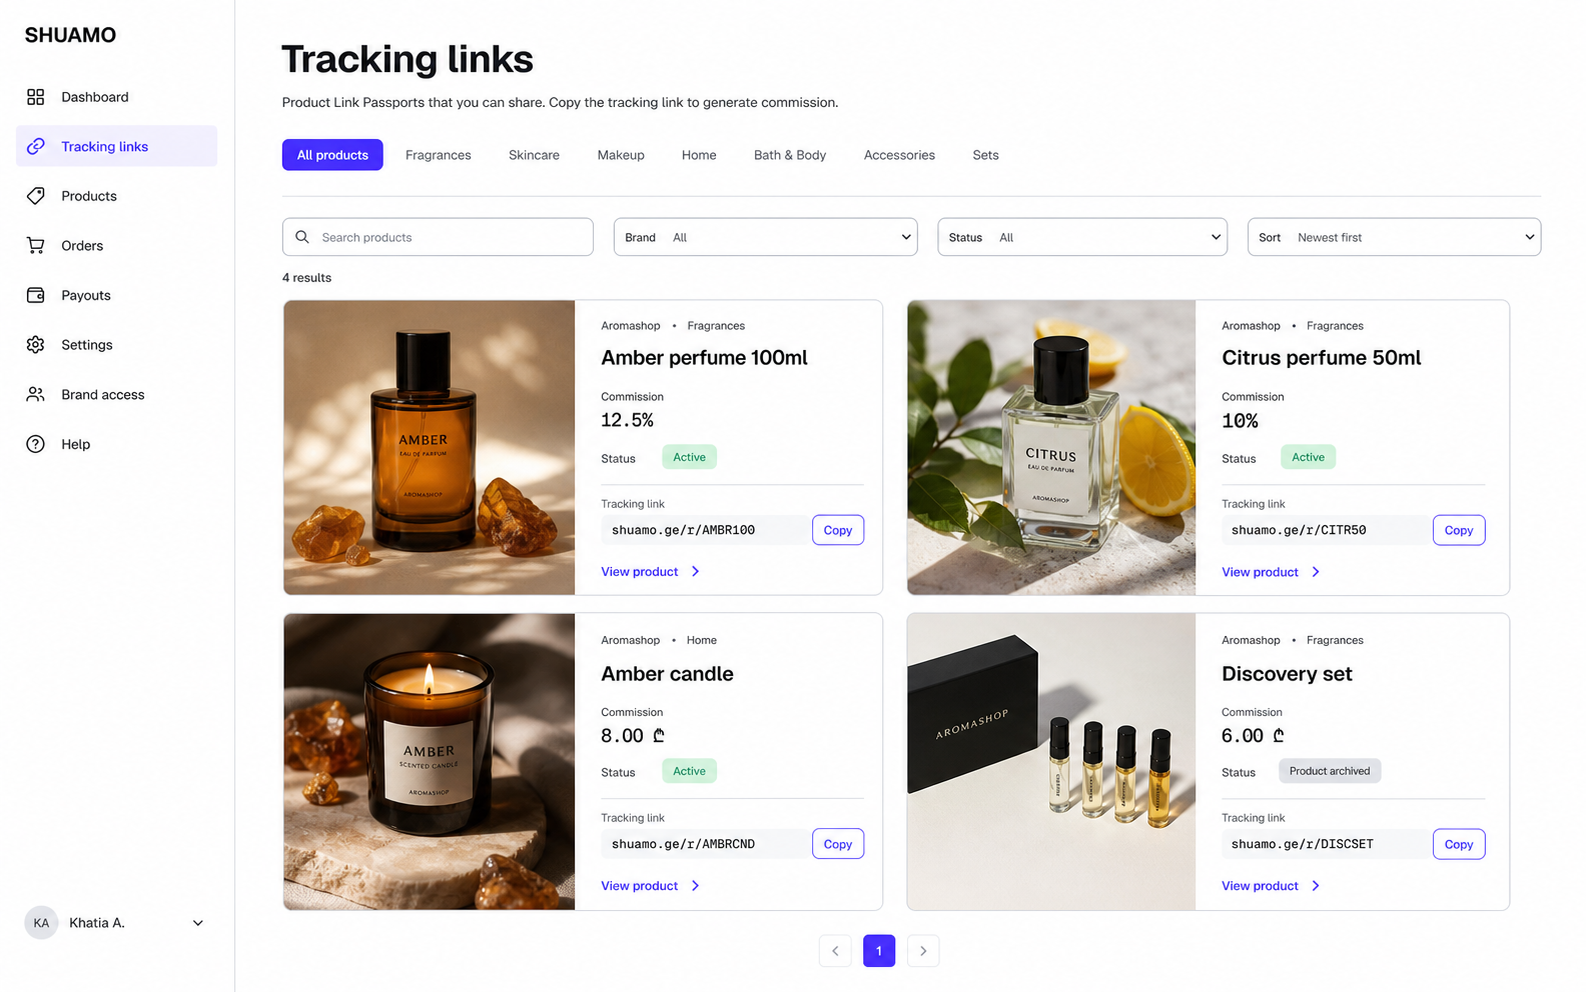 SHUAMO
Dashboard
Tracking links
Products
Orders
Payouts
Settings
Brand access
Help
KA
Khatia A.
Tracking links
Product Link Passports that you can share. Copy the tracking link to generate commission.
All products
Fragrances
Skincare
Makeup
Home
Bath & Body
Accessories
Sets
Search products
Brand All
Status All
Sort Newest first
4 results
AMBER
EAU DE PARFUM
AROMASHOP
Aromashop • Fragrances
Amber perfume 100ml
Commission
12.5%
Status Active
Tracking link
shuamo.ge/r/AMBR100
Copy
View product
CITRUS
EAU DE PARFUM
AROMASHOP
Aromashop • Fragrances
Citrus perfume 50ml
Commission
10%
Status Active
Tracking link
shuamo.ge/r/CITR50
Copy
View product
AMBER
SCENTED CANDLE
AROMASHOP
Aromashop • Home
Amber candle
Commission
8.00 ₾
Status Active
Tracking link
shuamo.ge/r/AMBRCND
Copy
View product
AROMASHOP
Aromashop • Fragrances
Discovery set
Commission
6.00 ₾
Status Product archived
Tracking link
shuamo.ge/r/DISCSET
Copy
View product
1